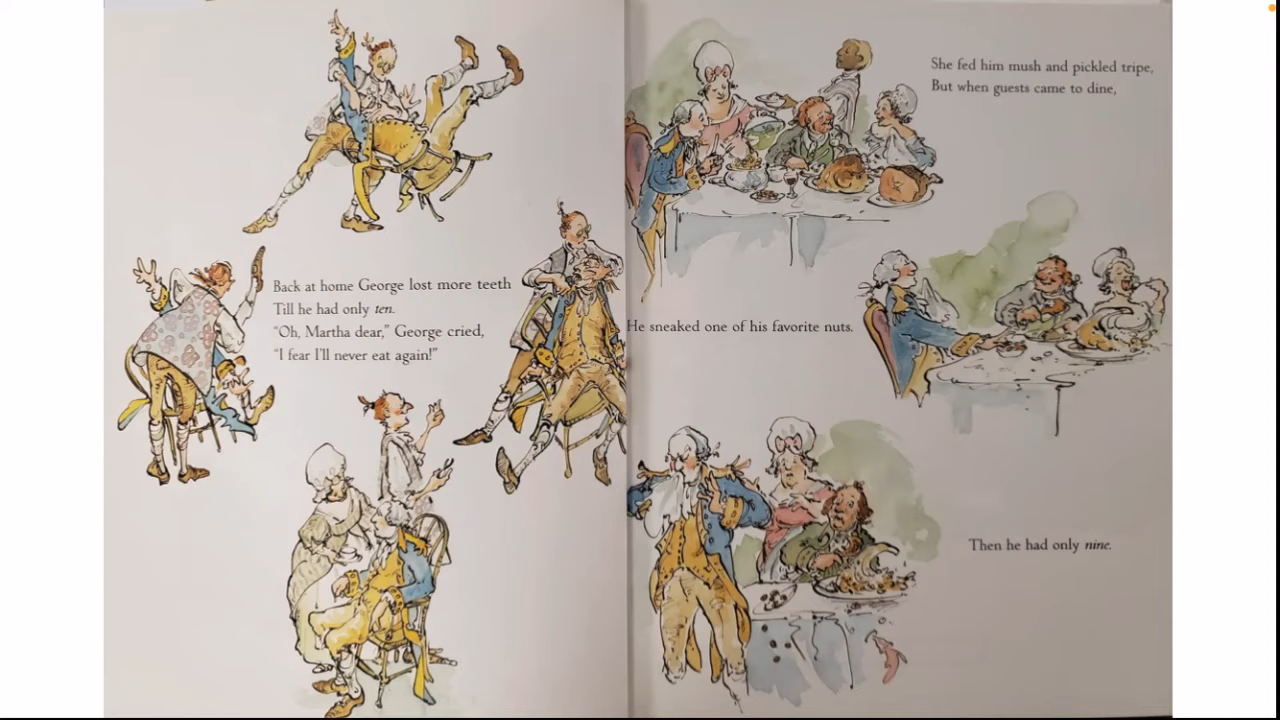 Back at home George lost more teeth
Till he had only ten.
"Oh, Martha dear," George cried,
"I fear I'll never eat again!"
She fed him mush and pickled tripe,
But when guests came to dine,
He sneaked one of his favorite nuts.
Then he had only nine.